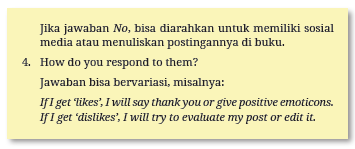 Jika jawaban No, bisa diarahkan untuk memiliki sosial
media atau menuliskan postingannya di buku.
4. How do you respond to them?
Jawaban bisa bervariasi, misalnya:
If I get ‘likes’, I will say thank you or give positive emoticons.
If I get ‘dislikes’, I will try to evaluate my post or edit it.